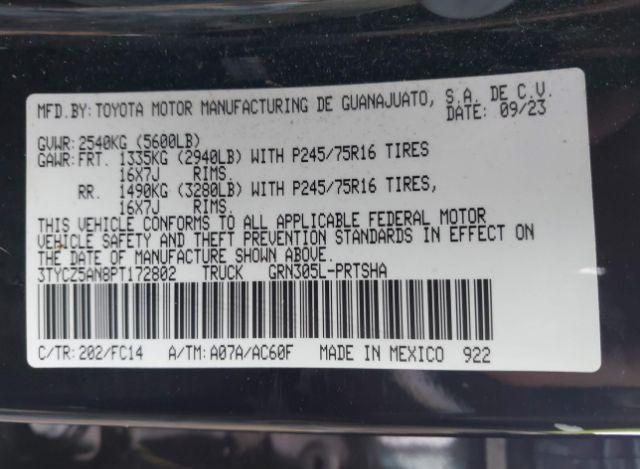 MFD.BY: TOYOTA MOTOR MANUFACTURING DE GUANAJUATO, S.A. DE C.V.
DATE: 09/23
GVWR: 2540KG (5600LB)
GAWR: FRT. 1335KG (2940LB) WITH P245/75R16 TIRES
16X7J RIMS.
RR. 1490KG (3280LB) WITH P245/75R16 TIRES,
16X7J RIMS.
THIS VEHICLE CONFORMS TO ALL APPLICABLE FEDERAL MOTOR
VEHICLE SAFETY AND THEFT PREVENTION STANDARDS IN EFFECT ON
THE DATE OF MANUFACTURE SHOWN ABOVE.
3TYCZ5AN8PT172802 TRUCK GRN305L-PRTSHA
C/TR: 202/FC14 A/TM: A07A/AC60F MADE IN MEXICO 922